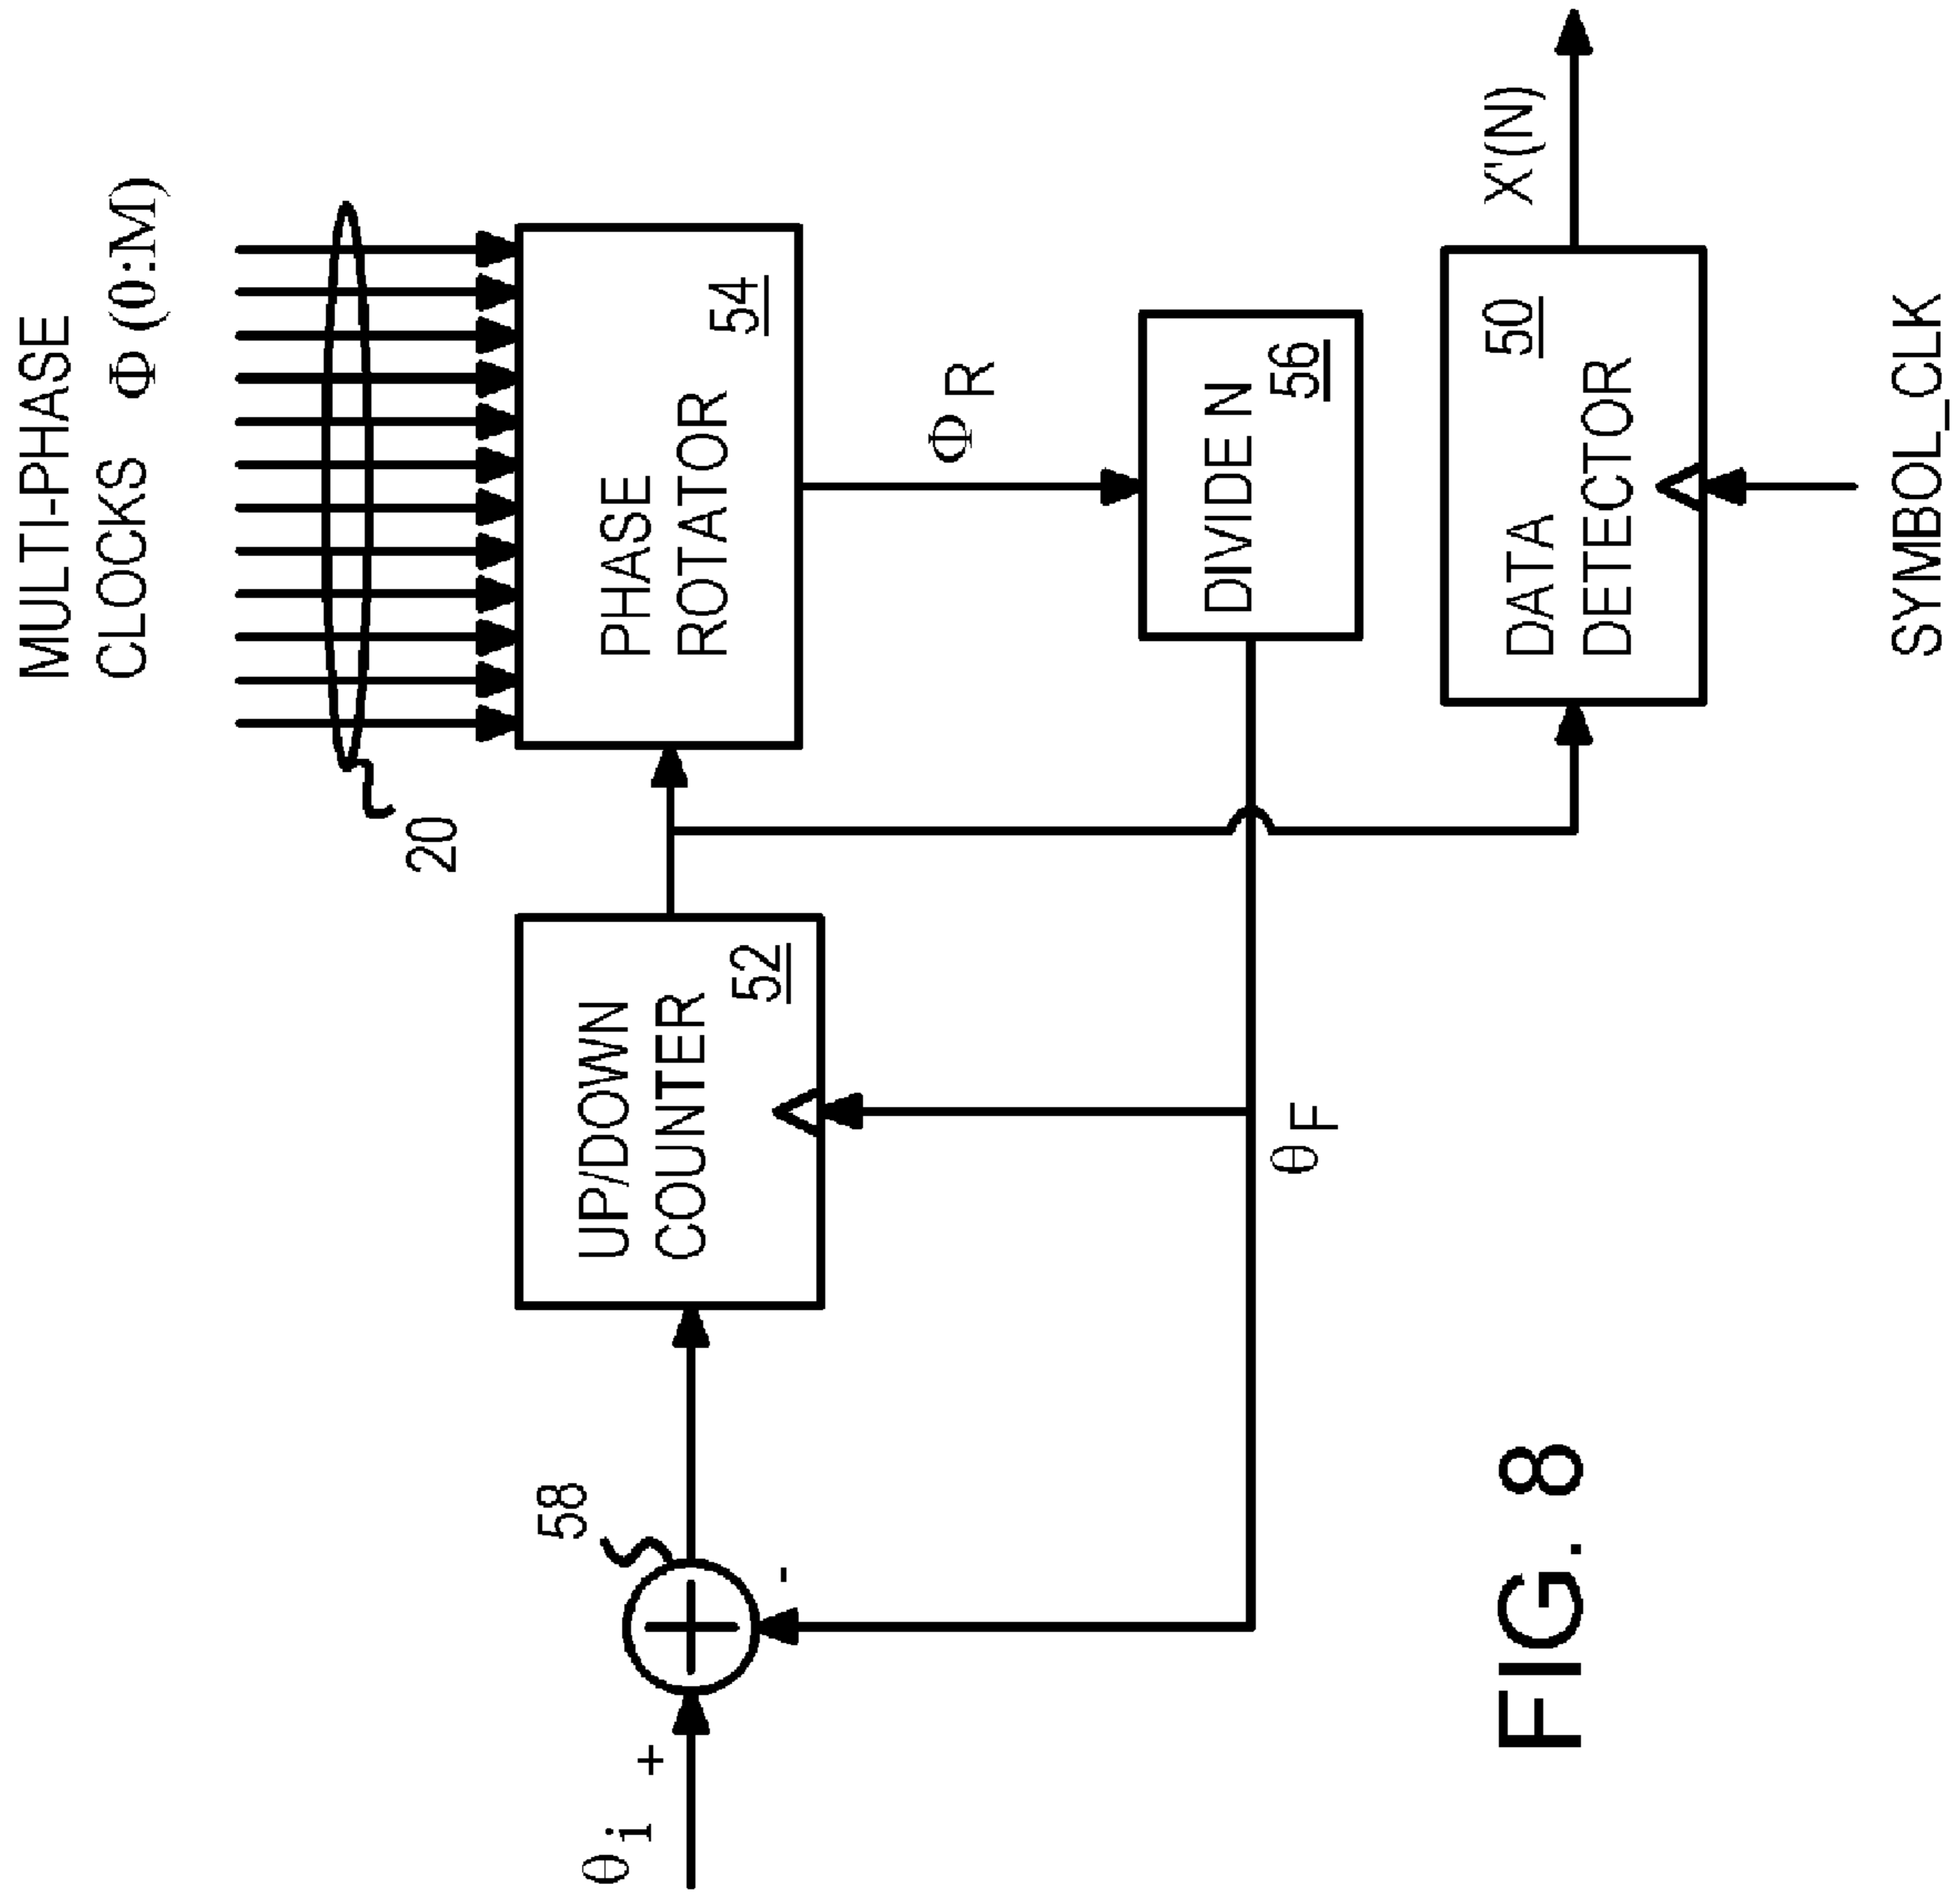 MULTI-PHASE
CLOCKS Φ (0:M)
20
PHASE
ROTATOR
54
UP/DOWN
COUNTER
52
58
θi
+
-
ΦR
DIVIDE N
56
θF
DATA
DETECTOR
50
X'(N)
SYMBOL_CLK
FIG. 8